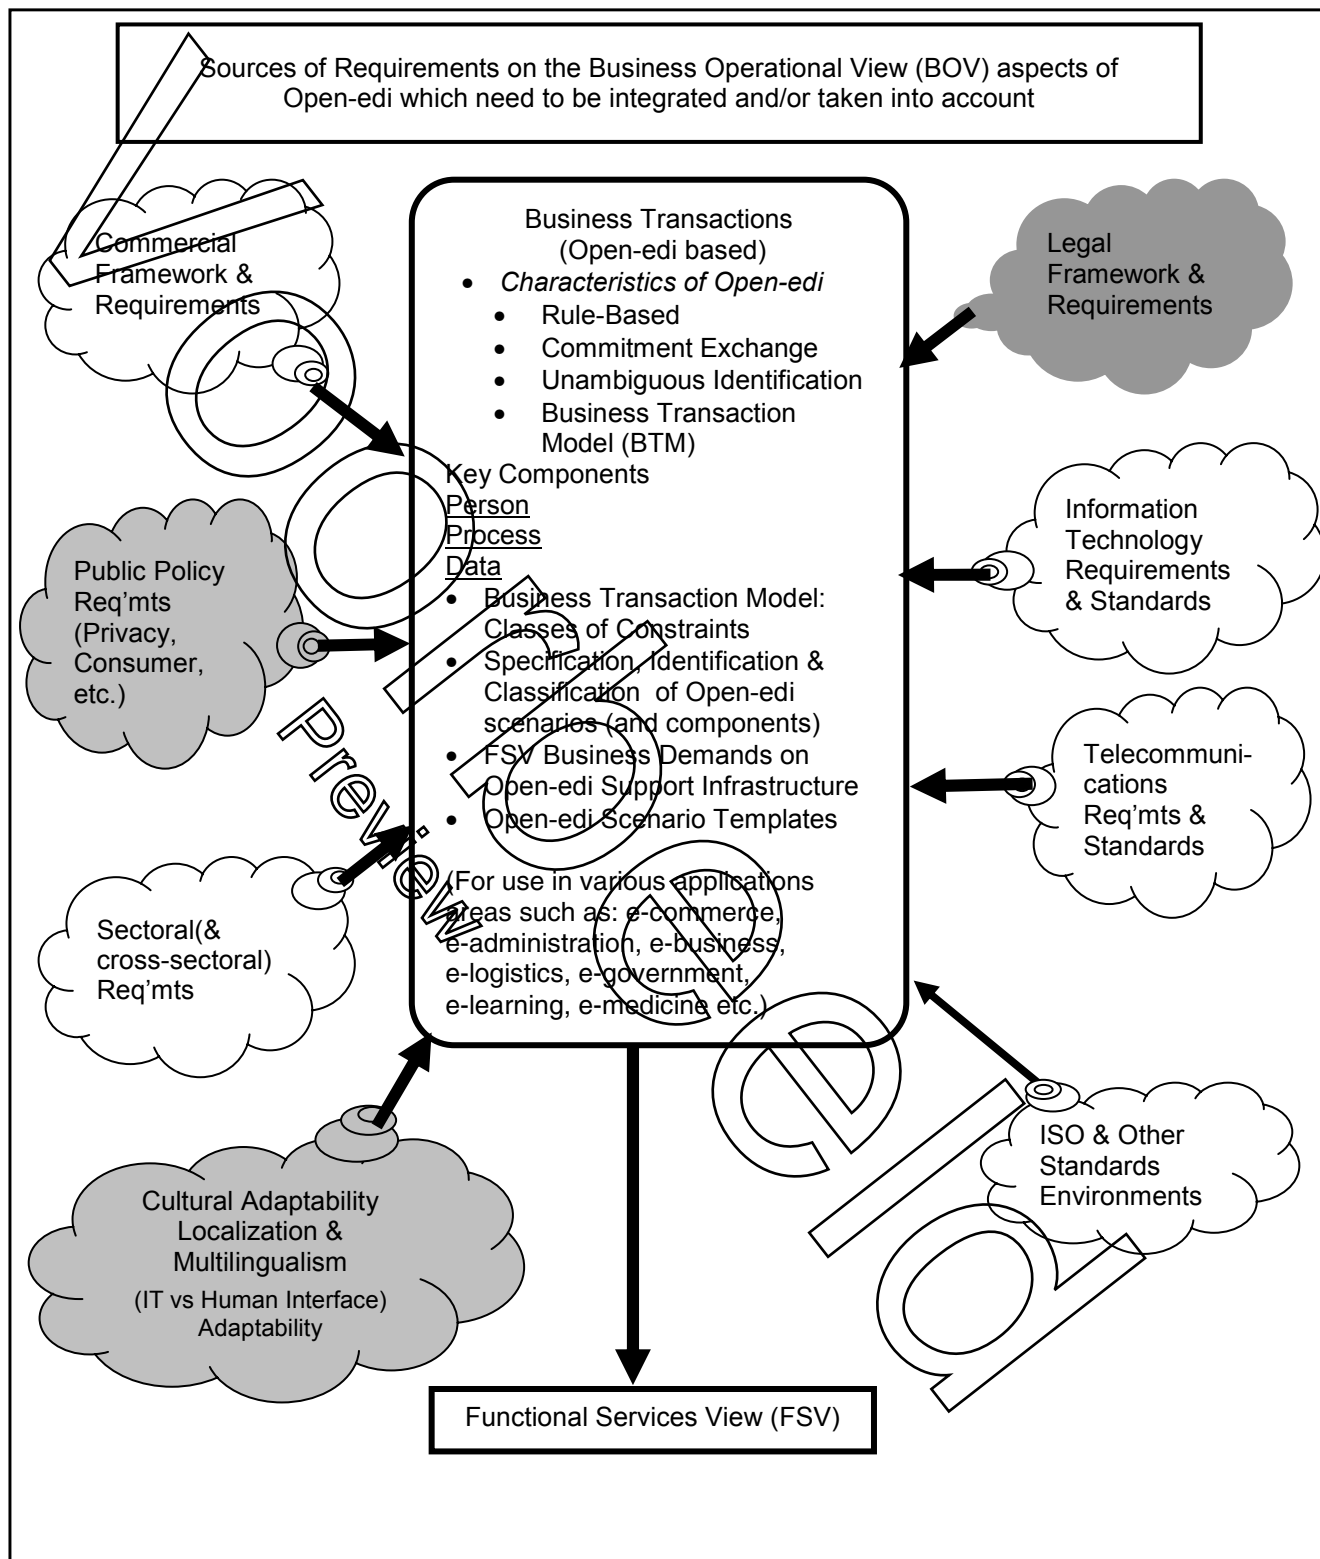 Sources of Requirements on the Business Operational View (BOV) aspects of
Open-edi which need to be integrated and/or taken into account
Commercial
Framework &
Requirements
Public Policy
Req'mts
(Privacy,
Consumer,
etc.)
Sectoral(&
cross-sectoral)
Req'mts
Cultural Adaptability
Localization &
Multilingualism
(IT vs Human Interface)
Adaptability
Business Transactions
(Open-edi based)
• Characteristics of Open-edi
• Rule-Based
• Commitment Exchange
• Unambiguous Identification
• Business Transaction
Model (BTM)
Key Components
Person
Process
Data
• Business Transaction Model:
Classes of Constraints
• Specification, Identification &
Classification of Open-edi
scenarios (and components)
• FSV Business Demands on
Open-edi Support Infrastructure
• Open-edi Scenario Templates
(For use in various applications
areas such as: e-commerce,
e-administration, e-business,
e-logistics, e-government,
e-learning, e-medicine etc.)
Legal
Framework &
Requirements
Information
Technology
Requirements
& Standards
Telecommuni-
cations
Req'mts &
Standards
ISO & Other
Standards
Environments
Functional Services View (FSV)
Preview